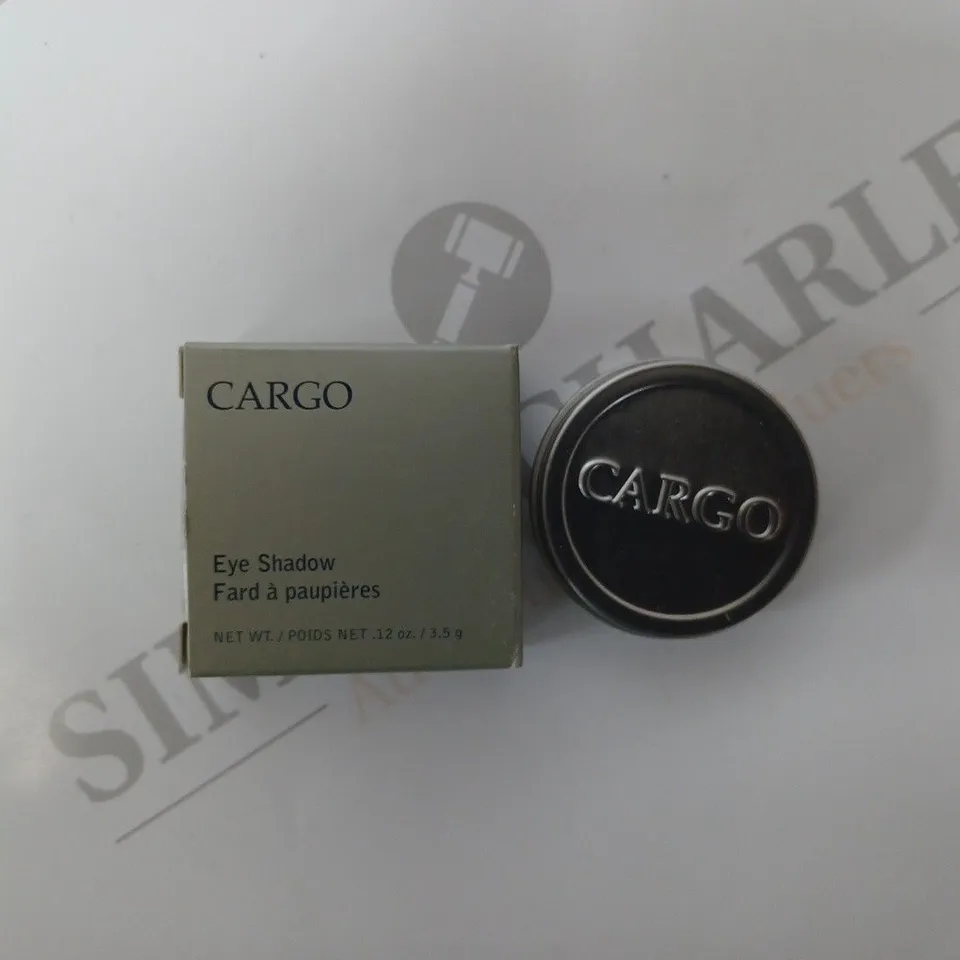 CARGO
Eye Shadow
Fard à paupières
NET WT. / POIDS NET .12 oz. / 3.5 g
CARGO